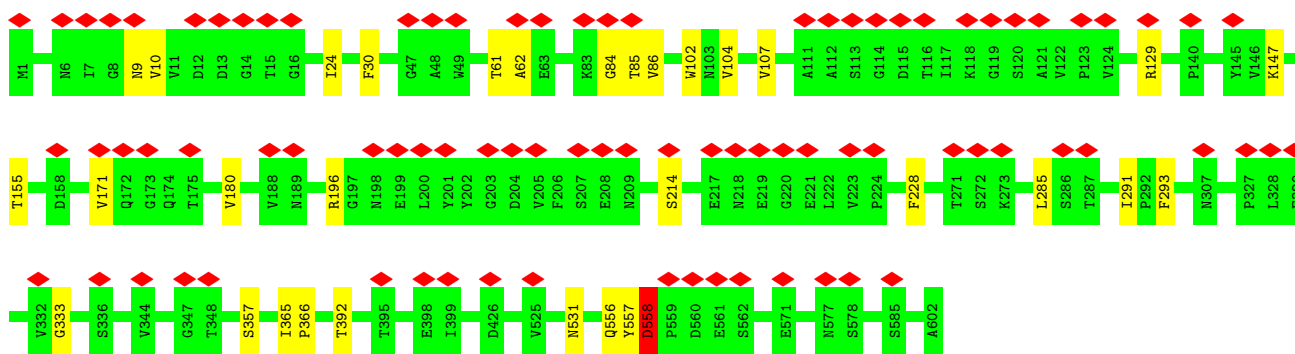 M1 N6 I7 G8 N9 V10 V11 D12 D13 G14 T15 G16 I24 F30 G47 A48 W49 T61 A62 E63 K83 G84 T85 V86 W102 N103 V104 V107 A111 A112 S113 G114 D115 T116 I117 K118 G119 S120 A121 V122 P123 V124 R129 P140 Y145 V146 K147
T155 D158 V171 Q172 G173 Q174 T175 V180 V188 N189 R196 G197 N198 E199 L200 Y201 Y202 G203 D204 V205 F206 S207 E208 N209 S214 E217 N218 E219 G220 E221 L222 V223 P224 F228 T271 S272 K273 L285 S286 T287 I291 P292 F293 N307 P327 L328
V332 G333 S336 V344 G347 T348 S357 I365 P366 T392 T395 E398 I399 D426 V525 N531 Q556 Y557 D558 P559 D560 E561 S562 E571 N577 S578 S585 A602